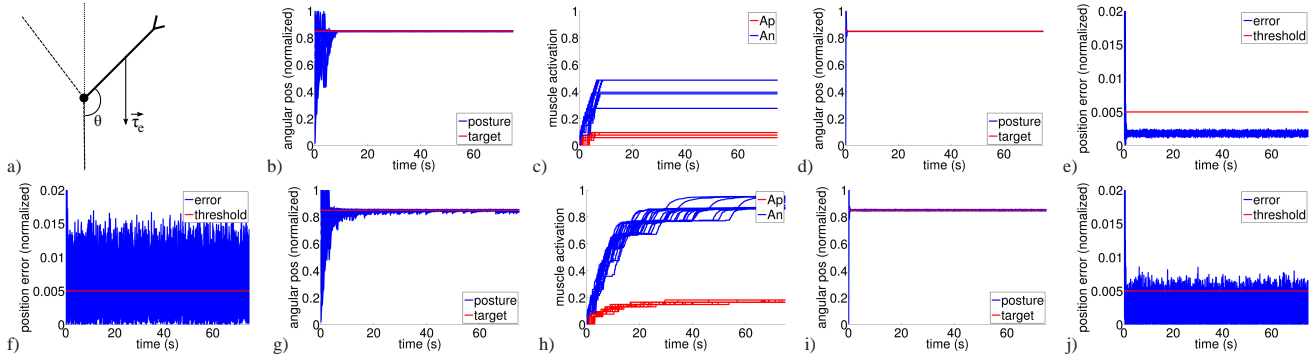 θ
τe
a)
angular pos (normalized)
1
0.8
0.6
0.4
0.2
0
0 20 40 60
posture
target
time (s)
b)
muscle activation
1
0.8
0.6
0.4
0.2
0
0 20 40 60
Ap
An
time (s)
c)
angular pos (normalized)
1
0.8
0.6
0.4
0.2
0
0 20 40 60
posture
target
time (s)
d)
position error (normalized)
0.02
0.015
0.01
0.005
0
0 20 40 60
error
threshold
time (s)
e)
position error (normalized)
0.02
0.015
0.01
0.005
0
0 20 40 60
error
threshold
time (s)
f)
angular pos (normalized)
1
0.8
0.6
0.4
0.2
0
0 20 40 60
posture
target
time (s)
g)
muscle activation
1
0.8
0.6
0.4
0.2
0
0 20 40 60
Ap
An
time (s)
h)
angular pos (normalized)
1
0.8
0.6
0.4
0.2
0
0 20 40 60
posture
target
time (s)
i)
position error (normalized)
0.02
0.015
0.01
0.005
0
0 20 40 60
error
threshold
time (s)
j)